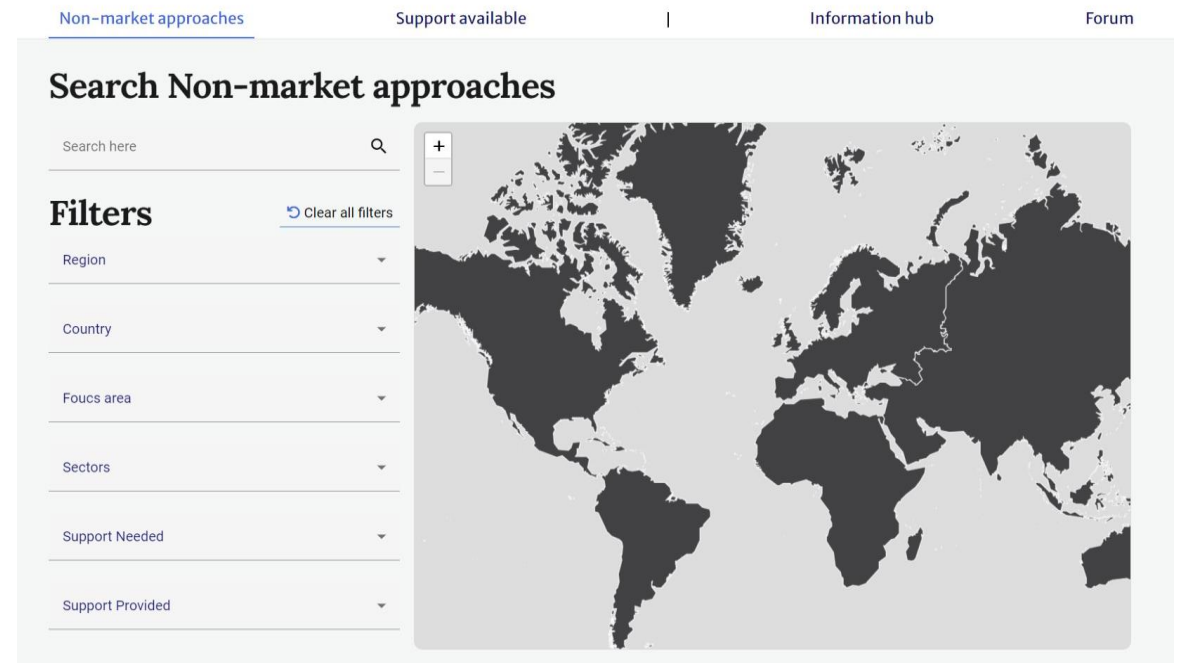 Non-market approaches Support available | Information hub Forum
Search Non-market approaches
Search here
+
−
Filters Clear all filters
Region
Country
Foucs area
Sectors
Support Needed
Support Provided